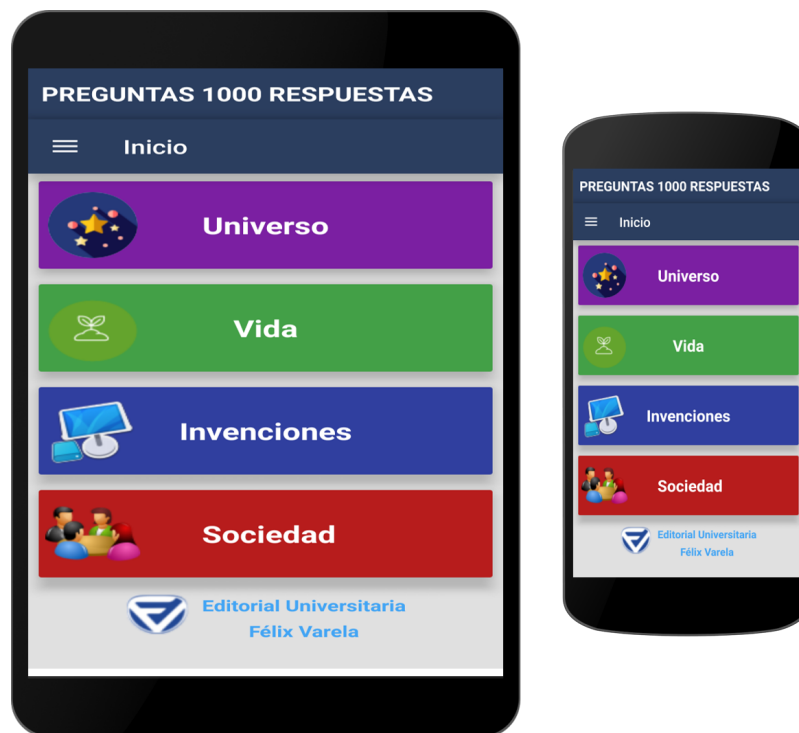 PREGUNTAS 1000 RESPUESTAS
Inicio
Universo
Vida
Invenciones
Sociedad
Editorial Universitaria
Félix Varela
PREGUNTAS 1000 RESPUESTAS
Inicio
Universo
Vida
Invenciones
Sociedad
Editorial Universitaria
Félix Varela